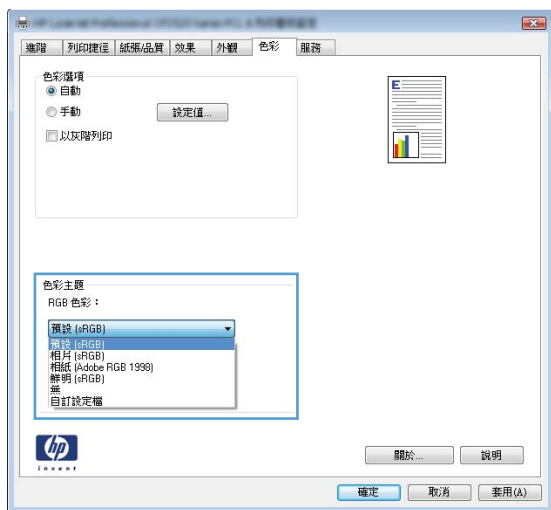 進階 列印捷徑 紙張/品質 效果 外觀 色彩 服務
色彩選項
自動
手動 設定值...
以灰階列印
E
色彩主題
RGB 色彩：
預設 (sRGB)
預設 (sRGB)
相片 (sRGB)
相紙 (Adobe RGB 1998)
鮮明 (sRGB)
無
自訂設定檔
hp
invent
關於... 說明
確定 取消 套用(A)